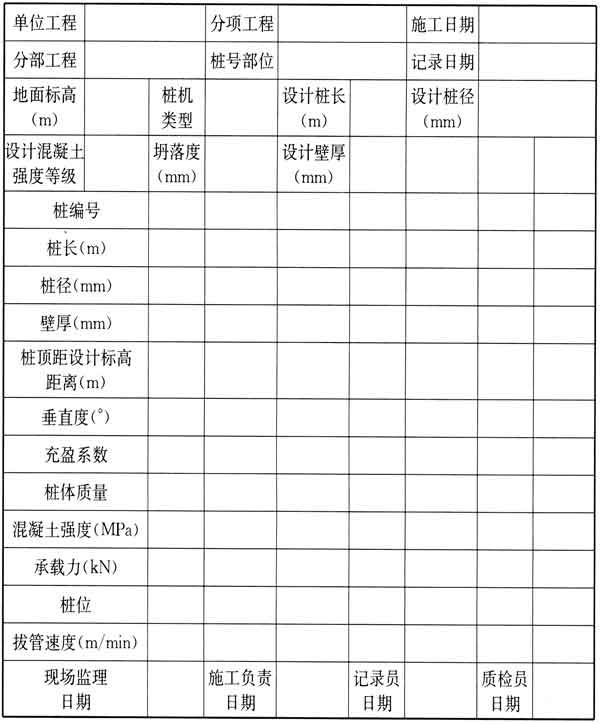 单位工程 分项工程 施工日期
分部工程 桩号部位 记录日期
地面标高 桩机 设计桩长 设计桩径
(m) 类型 (m) (mm)
设计混凝土 坍落度 设计壁厚
强度等级 (mm) (mm)
桩编号
桩长(m)
桩径(mm)
壁厚(mm)
桩顶距设计标高
距离(m)
垂直度(°)
充盈系数
桩体质量
混凝土强度(MPa)
承载力(kN)
桩位
拔管速度(m/min)
现场监理 施工负责 记录员 质检员
日期 日期 日期 日期